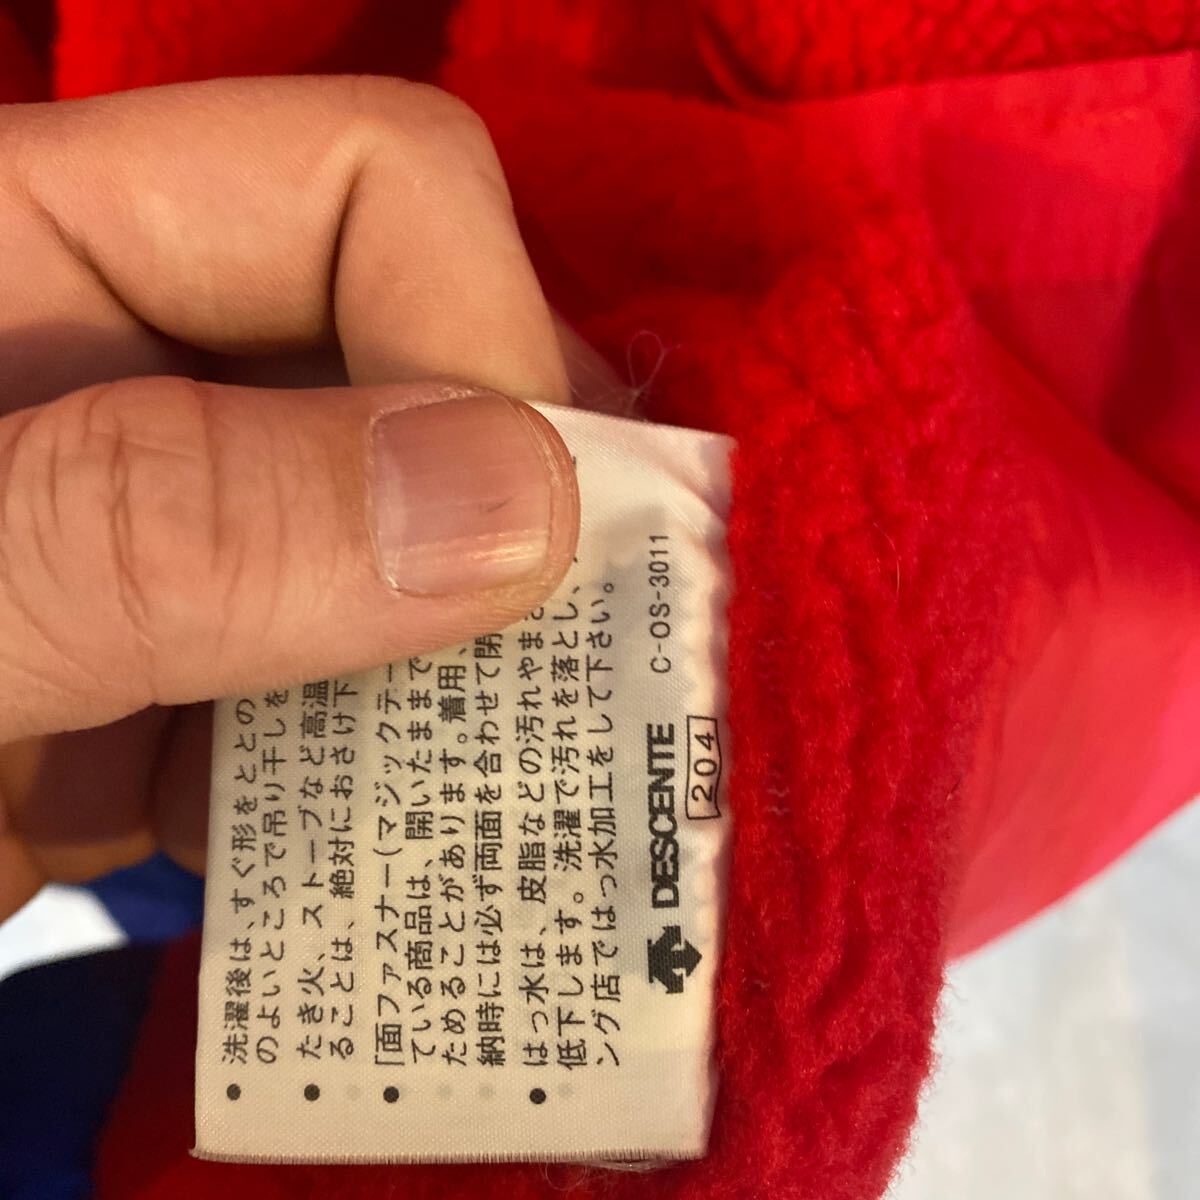 ● 洗濯後は、すぐ形をととの
のよいところで吊り干しを
● たき火、ストーブなど高温
ることは、絶対におさけ下
● 「面ファスナー(マジックテー
ている商品は、開いたままで
ためることがあります。着用、
納時には必ず両面を合わせて閉
● はっ水は、皮脂などの汚れやまさ
低下します。洗濯で汚れを落とし、
ング店ではっ水加工をして下さい。
DESCENTE C-OS-3011
204